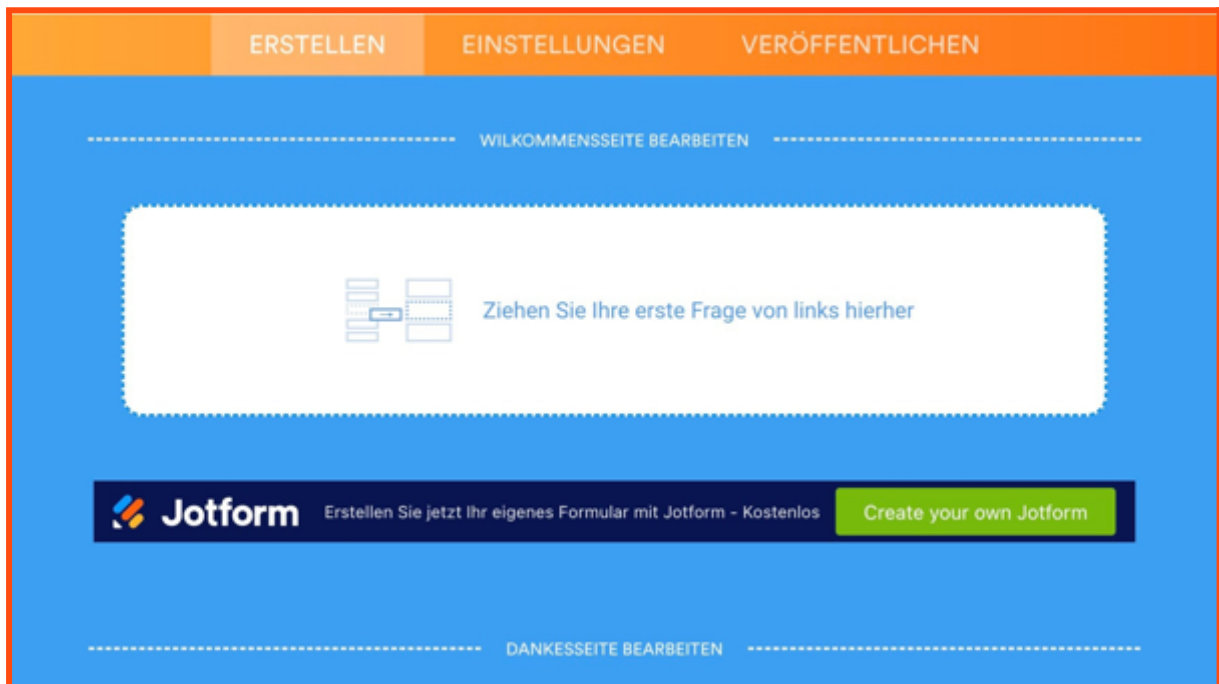 ERSTELLEN EINSTELLUNGEN VERÖFFENTLICHEN
WILKOMMENSSEITE BEARBEITEN
Ziehen Sie Ihre erste Frage von links hierher
Jotform Erstellen Sie jetzt Ihr eigenes Formular mit Jotform - Kostenlos Create your own Jotform
DANKESSEITE BEARBEITEN